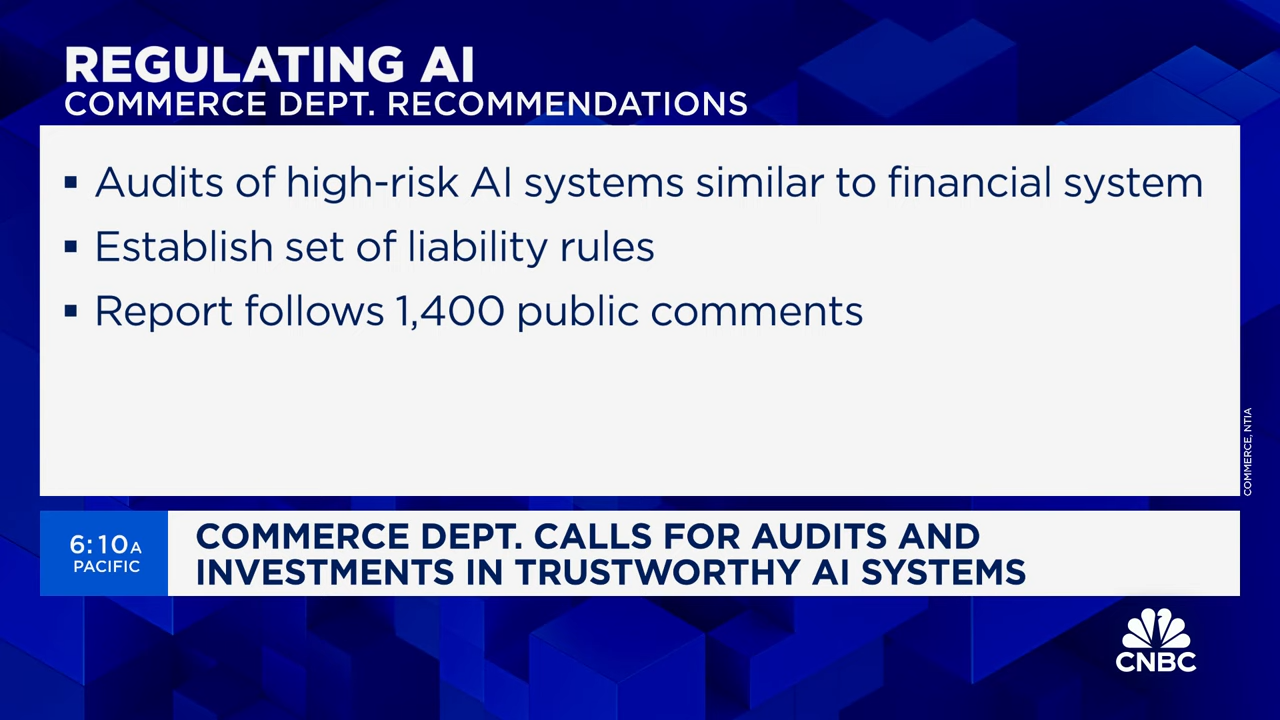 REGULATING AI
COMMERCE DEPT. RECOMMENDATIONS
▪ Audits of high-risk AI systems similar to financial system
▪ Establish set of liability rules
▪ Report follows 1,400 public comments
COMMERCE, NTIA
6:10A
PACIFIC
COMMERCE DEPT. CALLS FOR AUDITS AND
INVESTMENTS IN TRUSTWORTHY AI SYSTEMS
CNBC